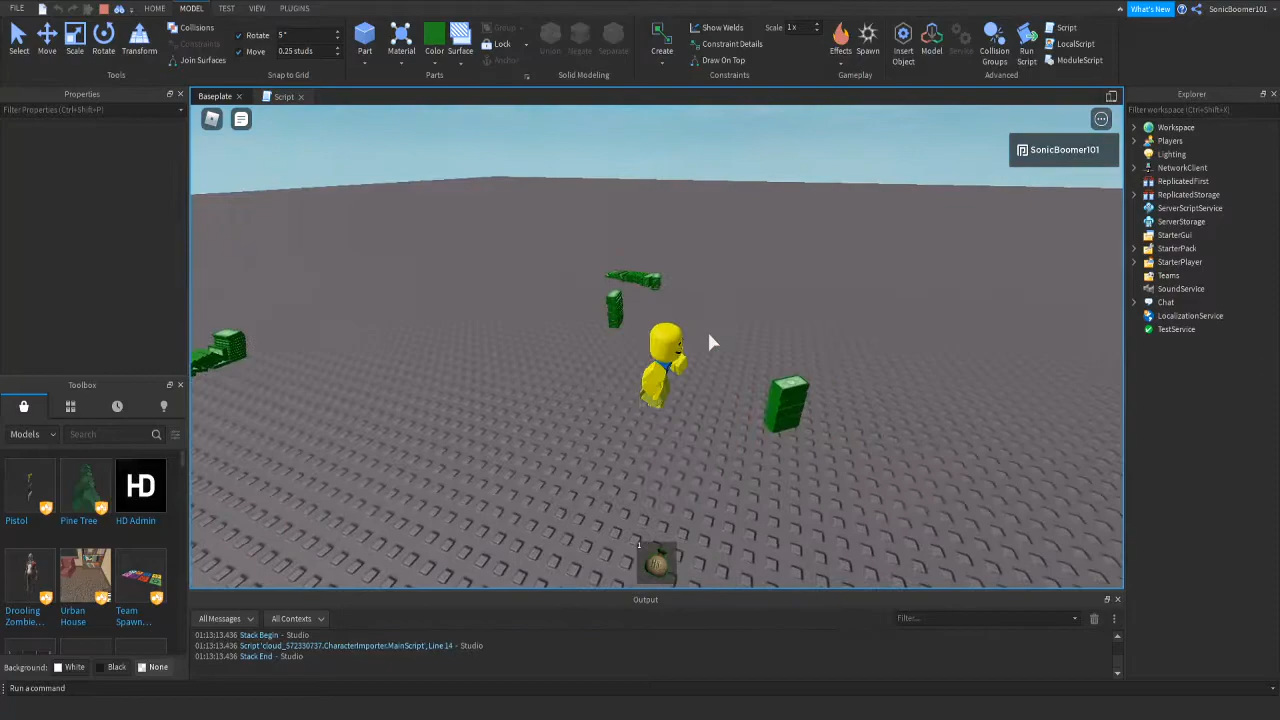 FILE HOME MODEL TEST VIEW PLUGINS What's New SonicBoomer101
Select Move Scale Rotate Transform
Collisions
Constraints
Join Surfaces
Tools
Rotate 5°
Move 0.25 studs
Snap to Grid
Part Material Color Surface
Group
Lock
Anchor
Parts
Union Negate Separate
Solid Modeling
Create
Show Welds Scale 1x
Constraint Details
Draw On Top
Constraints
Effects Spawn
Gameplay
Insert Object
Model
Service
Collision Groups
Run Script
Script
LocalScript
ModuleScript
Advanced
Properties
Filter Properties (Ctrl+Shift+P)
Baseplate Script
SonicBoomer101
1
Explorer
Filter workspace (Ctrl+Shift+X)
Workspace
Players
Lighting
NetworkClient
ReplicatedFirst
ReplicatedStorage
ServerScriptService
ServerStorage
StarterGui
StarterPack
StarterPlayer
Teams
SoundService
Chat
LocalizationService
TestService
Toolbox
Models Search
HD
Pistol Pine Tree HD Admin
Drooling Zombie... Urban House Team Spawn...
Background: White Black None
Output
All Messages All Contexts Filter...
01:13:13.436 Stack Begin - Studio
01:13:13.436 Script 'cloud_572330737.CharacterImporter.MainScript', Line 14 - Studio
01:13:13.436 Stack End - Studio
Run a command